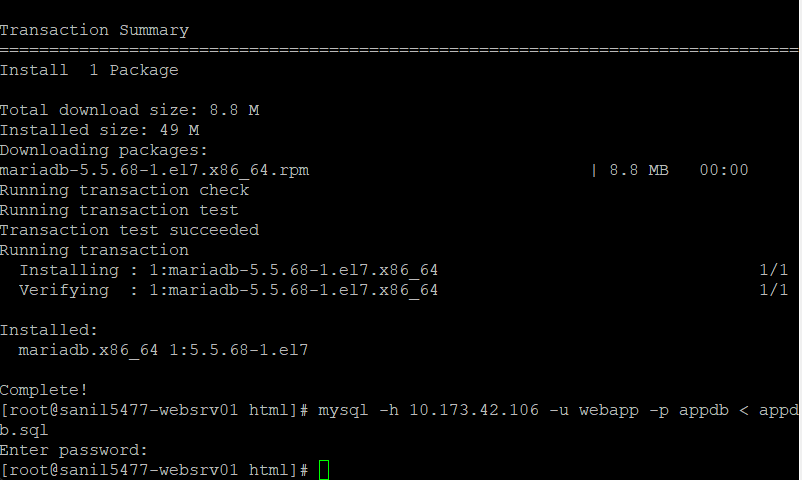 Transaction Summary
================================================================================
Install  1 Package

Total download size: 8.8 M
Installed size: 49 M
Downloading packages:
mariadb-5.5.68-1.el7.x86_64.rpm                            | 8.8 MB   00:00
Running transaction check
Running transaction test
Transaction test succeeded
Running transaction
  Installing : 1:mariadb-5.5.68-1.el7.x86_64                                1/1
  Verifying  : 1:mariadb-5.5.68-1.el7.x86_64                                1/1

Installed:
  mariadb.x86_64 1:5.5.68-1.el7

Complete!
[root@sanil5477-websrv01 html]# mysql -h 10.173.42.106 -u webapp -p appdb < appd
b.sql
Enter password:
[root@sanil5477-websrv01 html]#